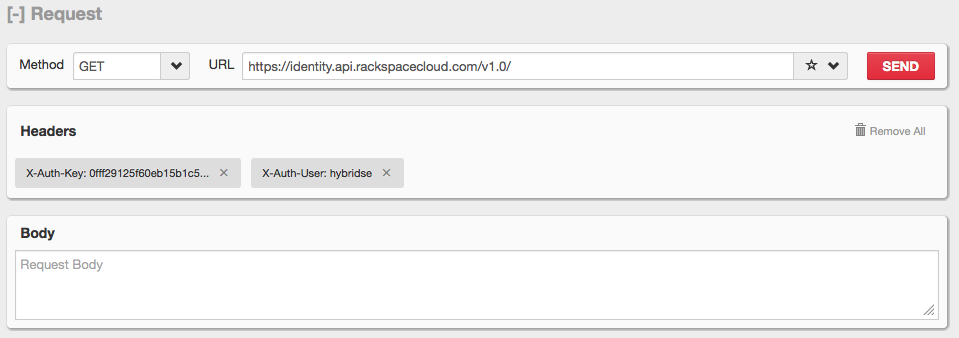 [-] Request
Method GET URL https://identity.api.rackspacecloud.com/v1.0/ SEND
Headers Remove All
X-Auth-Key: 0fff29125f60eb15b1c5... × X-Auth-User: hybridse ×
Body
Request Body